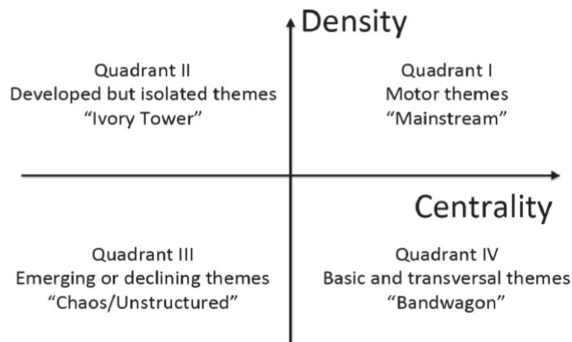 Density
Quadrant II
Developed but isolated themes
“Ivory Tower”
Quadrant I
Motor themes
“Mainstream”
Centrality
Quadrant III
Emerging or declining themes
“Chaos/Unstructured”
Quadrant IV
Basic and transversal themes
“Bandwagon”